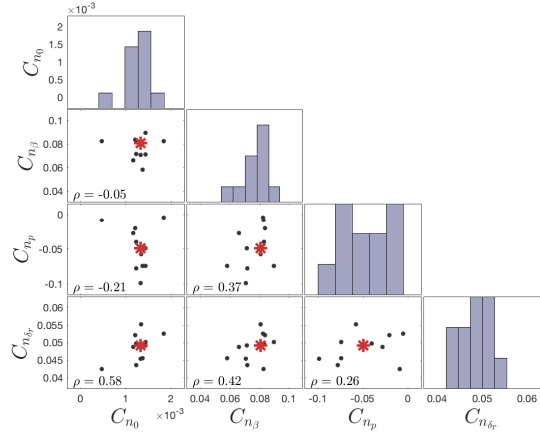 ×10⁻³
2
1.5
1
0.5
0
C_{n_0}
0.1
0.08
0.06
0.04
C_{n_β}
ρ = -0.05
0
-0.05
-0.1
C_{n_p}
ρ = -0.21
ρ = 0.37
0.06
0.055
0.05
0.045
0.04
C_{n_{δ_r}}
ρ = 0.58
ρ = 0.42
ρ = 0.26
0 1 2 0.04 0.06 0.08 0.1 -0.1 -0.05 0 0.04 0.05 0.06
×10⁻³
C_{n_0} C_{n_β} C_{n_p} C_{n_{δ_r}}